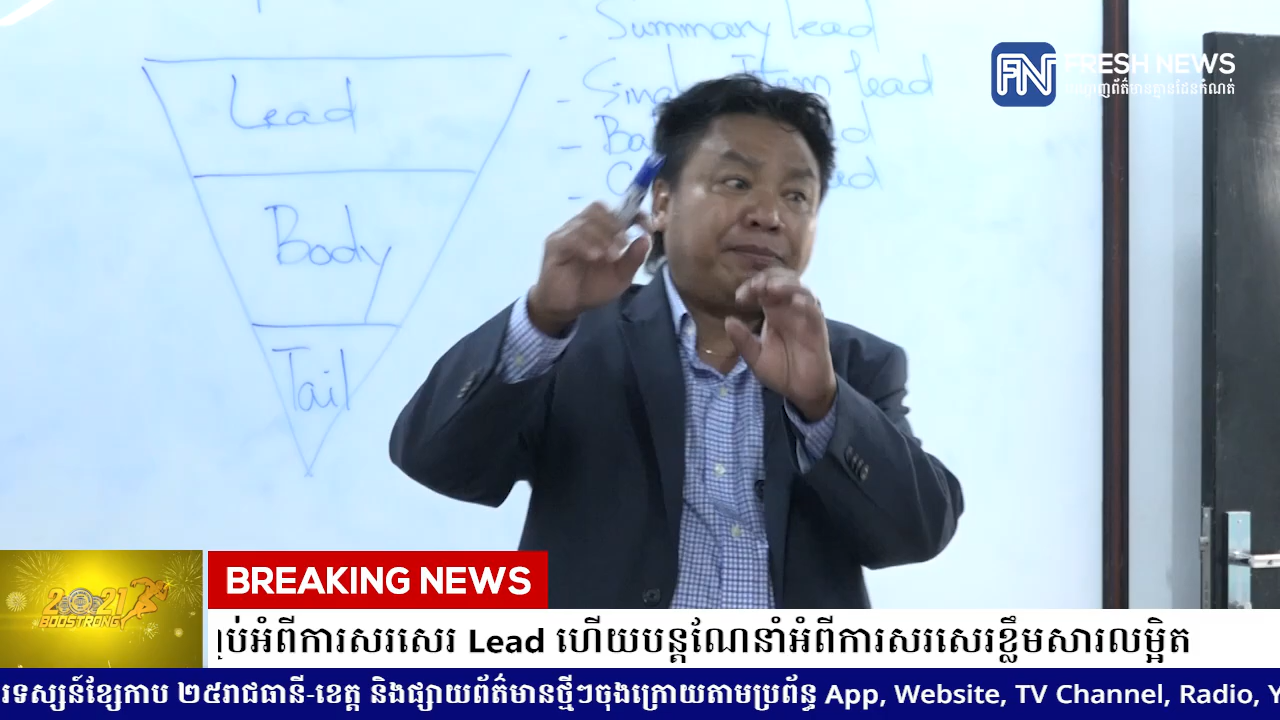 Summary lead
Single Item lead
Lead
Body
Tail
FN FRESH NEWS
2021
BOOSTRONG
BREAKING NEWS
អំពីការសរសេរ Lead ហើយបន្តណែនាំអំពីការសរសេរខ្លឹមសារលម្អិត
រទស្សន៍ខ្សែកាប ២៥រាជធានី-ខេត្ត និងផ្សាយព័ត៌មានថ្មីៗចុងក្រោយតាមប្រព័ន្ធ App, Website, TV Channel, Radio, Y